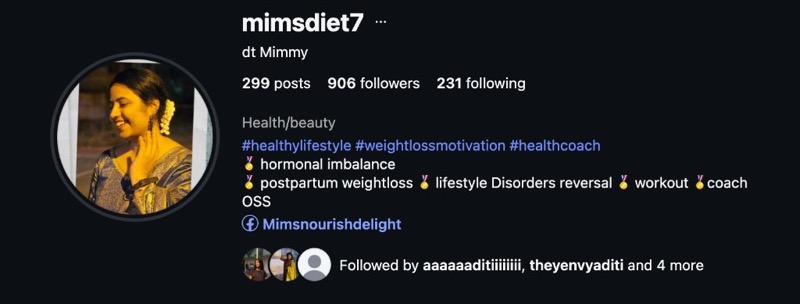 mimsdiet7 ...
dt Mimmy
299 posts 906 followers 231 following
Health/beauty
#healthylifestyle #weightlossmotivation #healthcoach
🏅 hormonal imbalance
🏅 postpartum weightloss 🏅 lifestyle Disorders reversal 🏅 workout 🏅coach
OSS
Mimsnourishdelight
Followed by aaaaaaditiiiiiiii, theyenvyaditi and 4 more